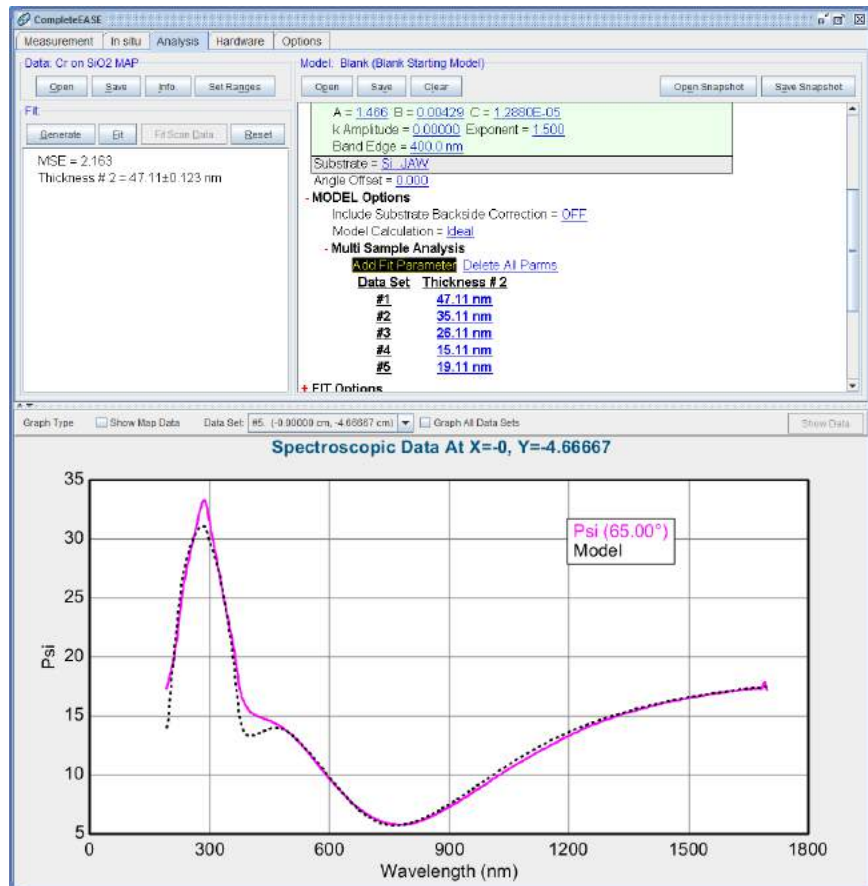 CompleteEASE
Measurement In situ Analysis Hardware Options
Data: Cr on SiO2 MAP
Open Save Info. Set Ranges
Fit:
Generate Fit Fit Scan Data Reset
MSE = 2.163
Thickness # 2 = 47.11±0.123 nm
Model: Blank (Blank Starting Model)
Open Save Clear Open Snapshot Save Snapshot
A = 1.466 B = 0.00429 C = 1.2880E-05
k Amplitude = 0.00000 Exponent = 1.500
Band Edge = 400.0 nm
Substrate = Si_JAW
Angle Offset = 0.000
- MODEL Options
Include Substrate Backside Correction = OFF
Model Calculation = Ideal
- Multi Sample Analysis
Add Fit Parameter Delete All Parms
Data Set Thickness # 2
#1 47.11 nm
#2 35.11 nm
#3 26.11 nm
#4 15.11 nm
#5 19.11 nm
+ FIT Options
Graph Type Show Map Data Data Set: #5. (-0.00000 cm, -4.66667 cm) Graph All Data Sets Show Data
Spectroscopic Data At X=-0, Y=-4.66667
35
30
25
20
15
10
5
Psi
Psi (65.00°)
Model
0 300 600 900 1200 1500 1800
Wavelength (nm)